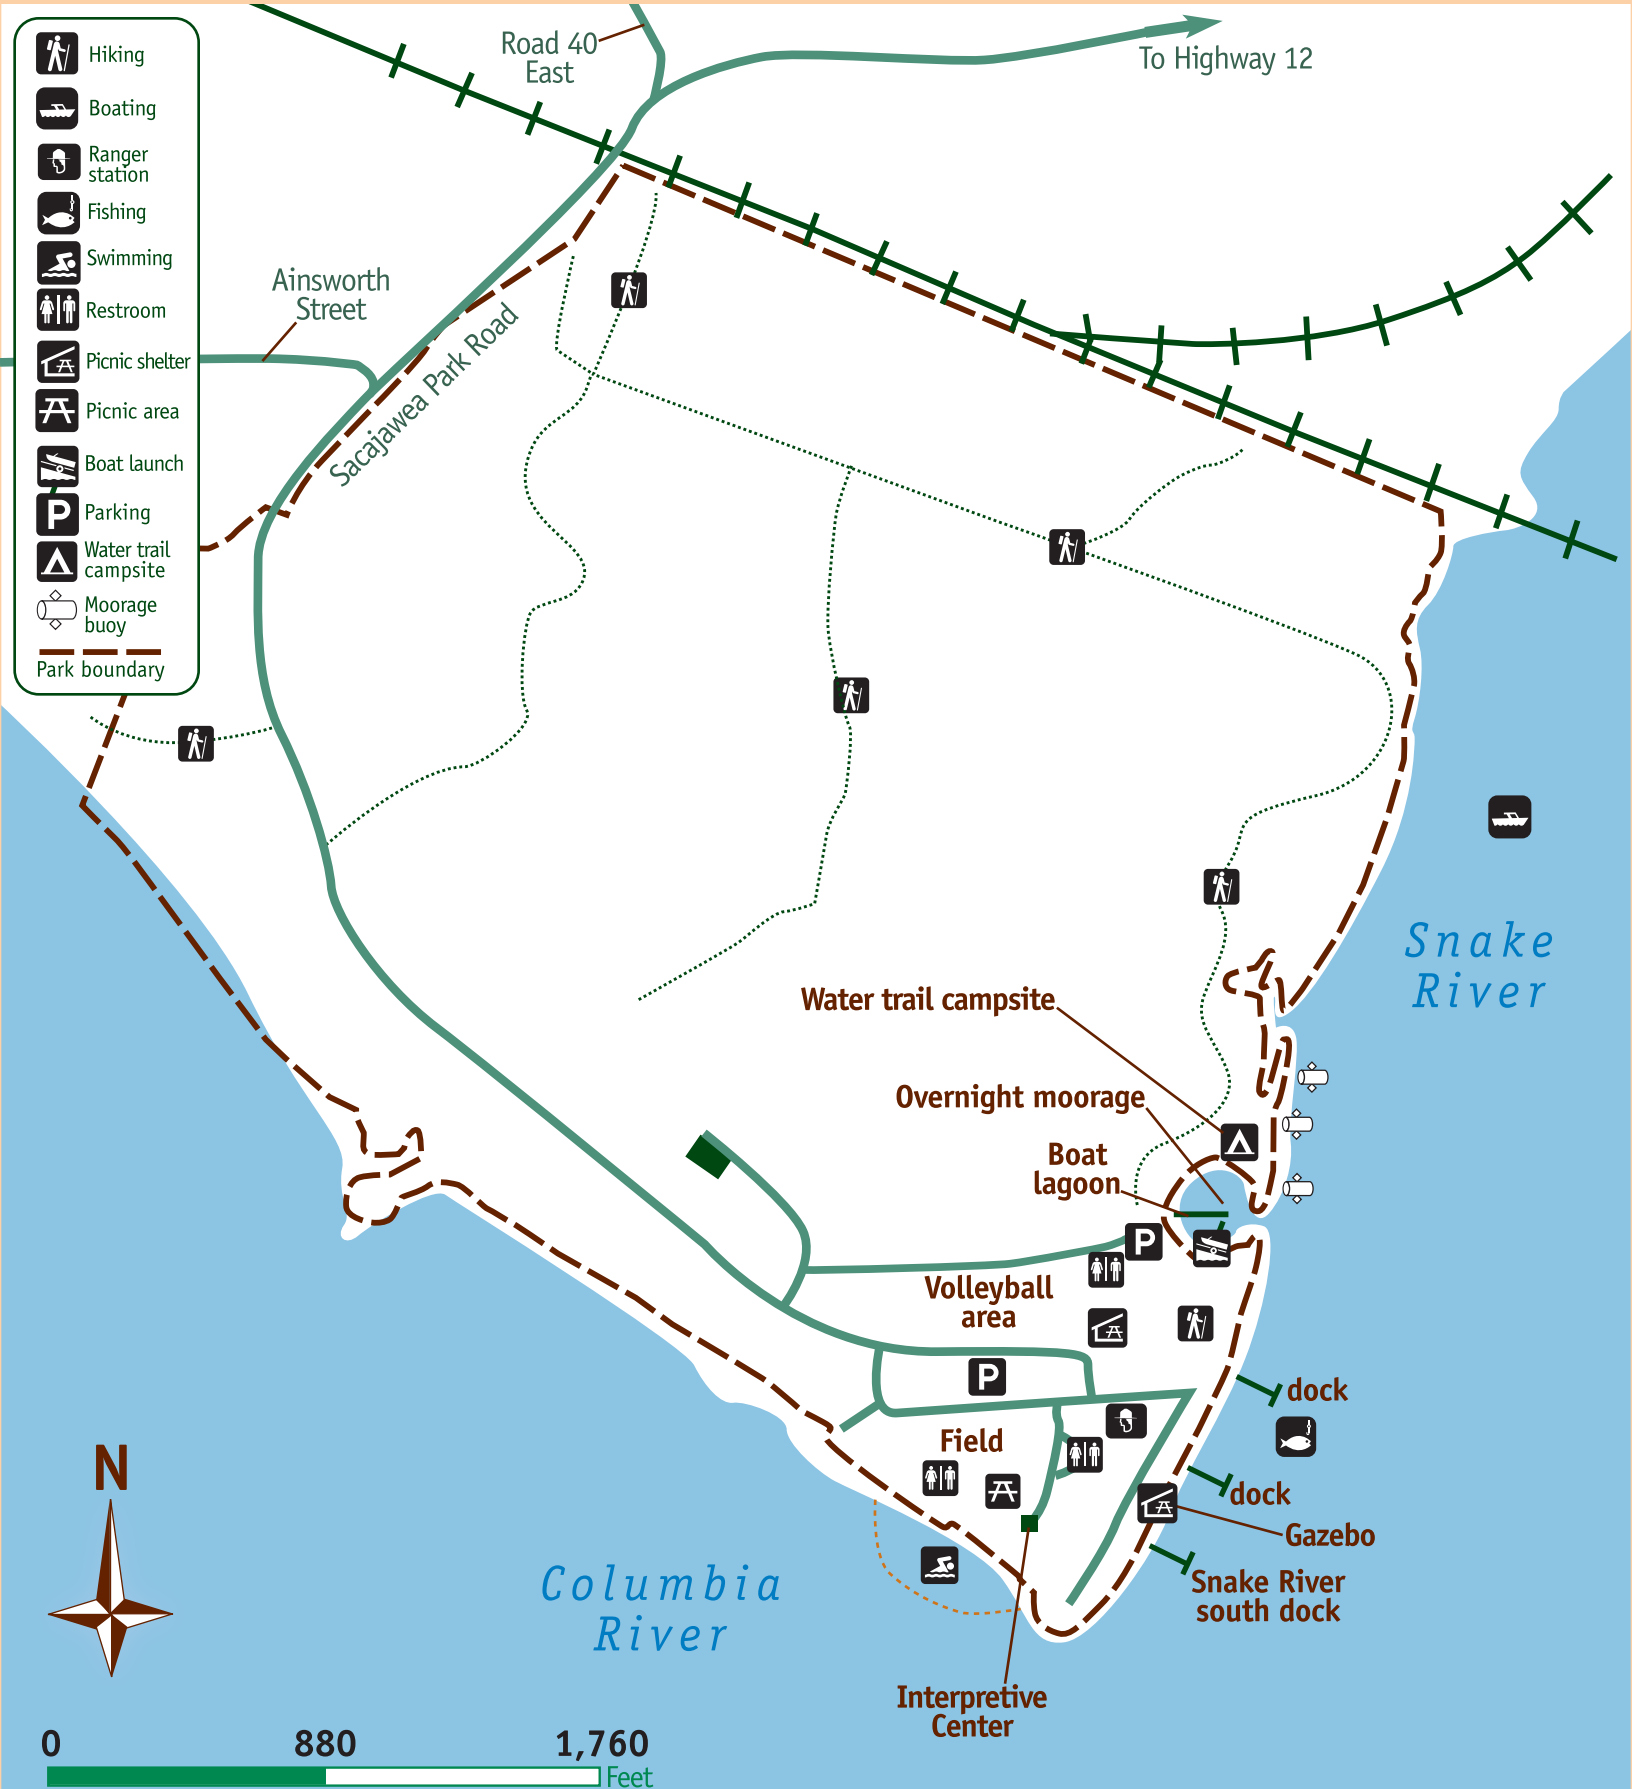 Hiking
Boating
Ranger
station
Fishing
Swimming
Restroom
Picnic shelter
Picnic area
Boat launch
P
Parking
Water trail
campsite
Moorage
buoy
Park boundary
Road 40
East
To Highway 12
Ainsworth
Street
Sacajawea Park Road
Snake
River
Water trail campsite
Overnight moorage
Boat
lagoon
P
Volleyball
area
P
dock
Field
dock
Gazebo
Snake River
south dock
N
Columbia
River
Interpretive
Center
0 880 1,760
Feet